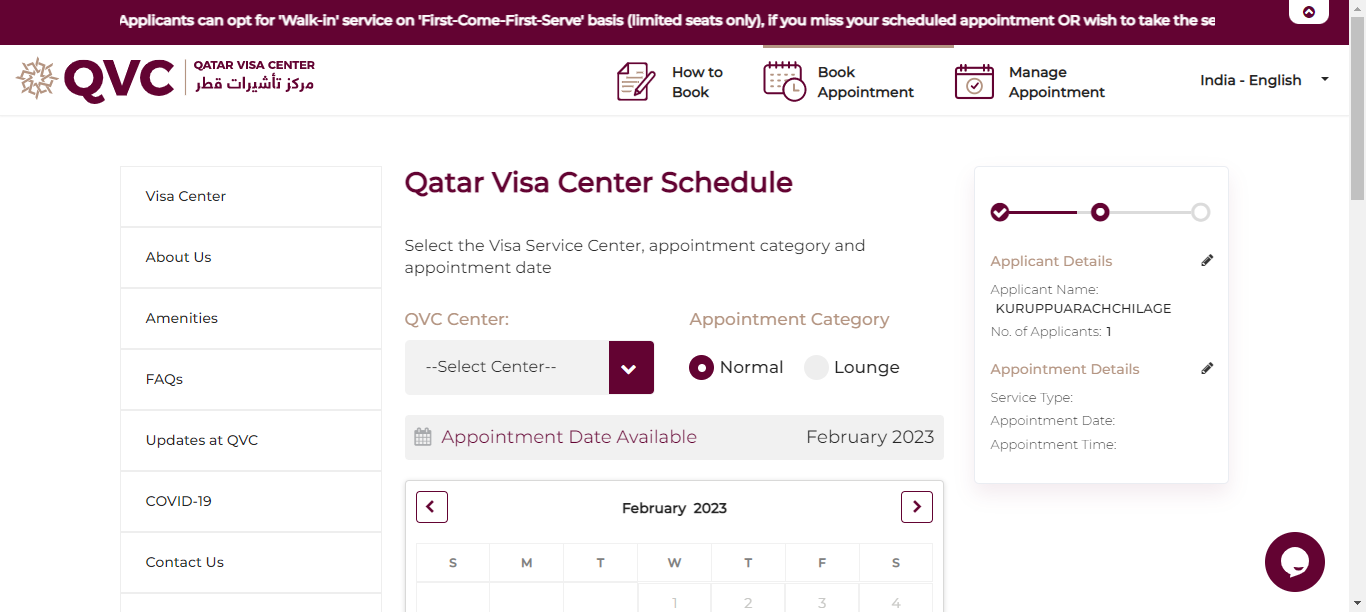 Applicants can opt for 'Walk-in' service on 'First-Come-First-Serve' basis (limited seats only), if you miss your scheduled appointment OR wish to take the se
QVC
QATAR VISA CENTER
مركز تأشيرات قطر
How to
Book
Book
Appointment
Manage
Appointment
India - English
Visa Center
About Us
Amenities
FAQs
Updates at QVC
COVID-19
Contact Us
Qatar Visa Center Schedule
Select the Visa Service Center, appointment category and
appointment date
QVC Center:
--Select Center--
Appointment Category
Normal
Lounge
Appointment Date Available
February 2023
February 2023
S M T W T F S
1 2 3 4
Applicant Details
Applicant Name:
KURUPPUARACHCHILAGE
No. of Applicants: 1
Appointment Details
Service Type:
Appointment Date:
Appointment Time: